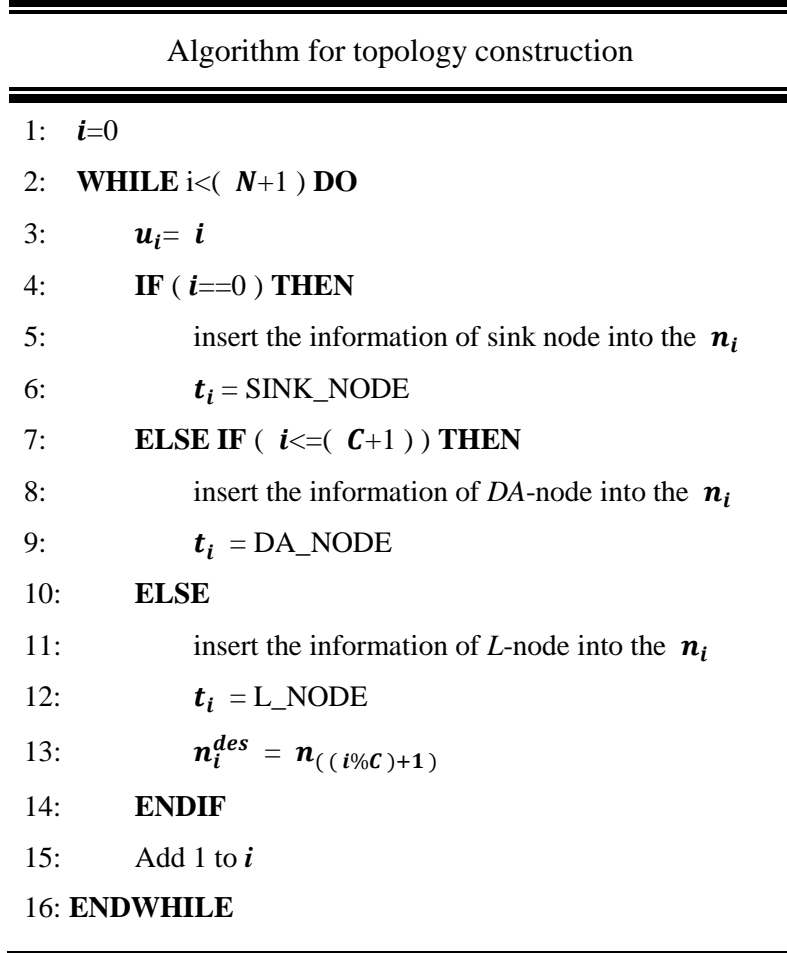 Algorithm for topology construction
1: i=0
2: WHILE i<( N+1 ) DO
3: u_i= i
4: IF ( i==0 ) THEN
5: insert the information of sink node into the n_i
6: t_i = SINK_NODE
7: ELSE IF ( i<=( C+1 ) ) THEN
8: insert the information of DA-node into the n_i
9: t_i = DA_NODE
10: ELSE
11: insert the information of L-node into the n_i
12: t_i = L_NODE
13: n_i^des = n_( ( i%C )+1 )
14: ENDIF
15: Add 1 to i
16: ENDWHILE